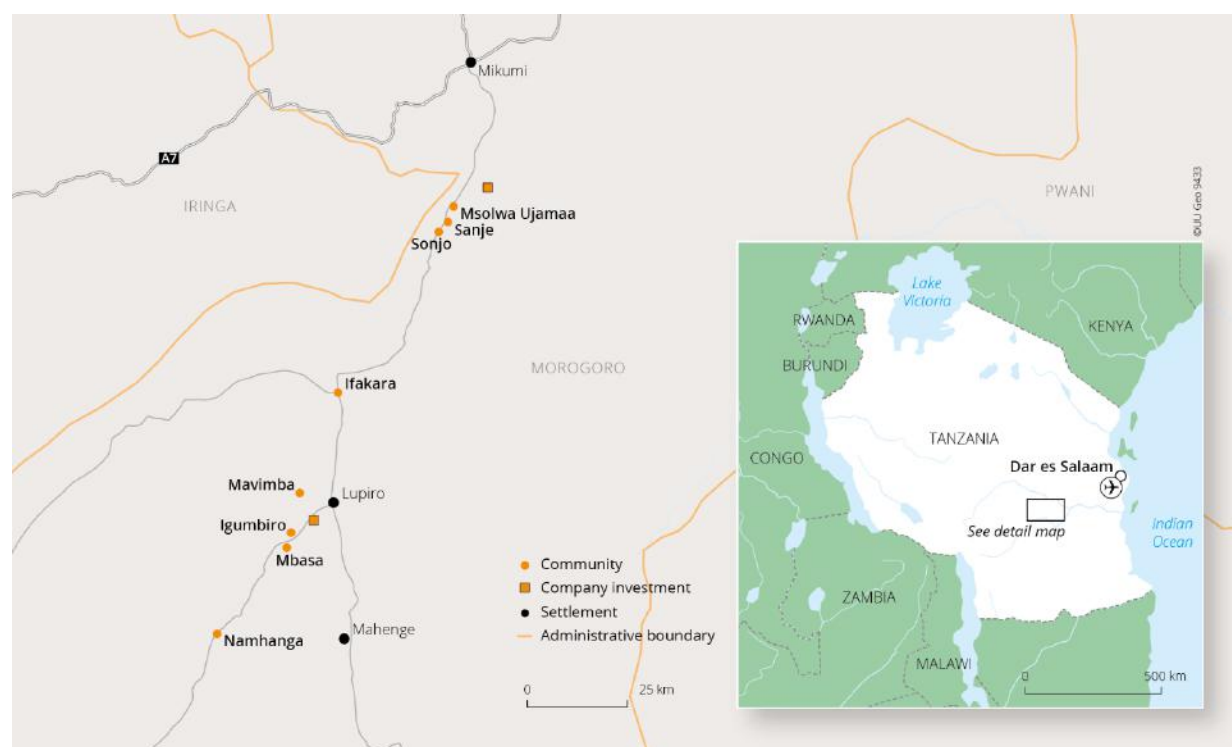 Mikumi
A7
IRINGA
PWANI
©UU Geo 9433
Msolwa Ujamaa
Sanje
Sonjo
MOROGORO
Ifakara
Mavimba
Lupiro
Igumbiro
Mbasa
Namhanga
Mahenge
Community
Company investment
Settlement
Administrative boundary
0
25 km
Lake
Victoria
RWANDA
KENYA
BURUNDI
TANZANIA
CONGO
Dar es Salaam
See detail map
Indian
Ocean
ZAMBIA
MALAWI
0
500 km